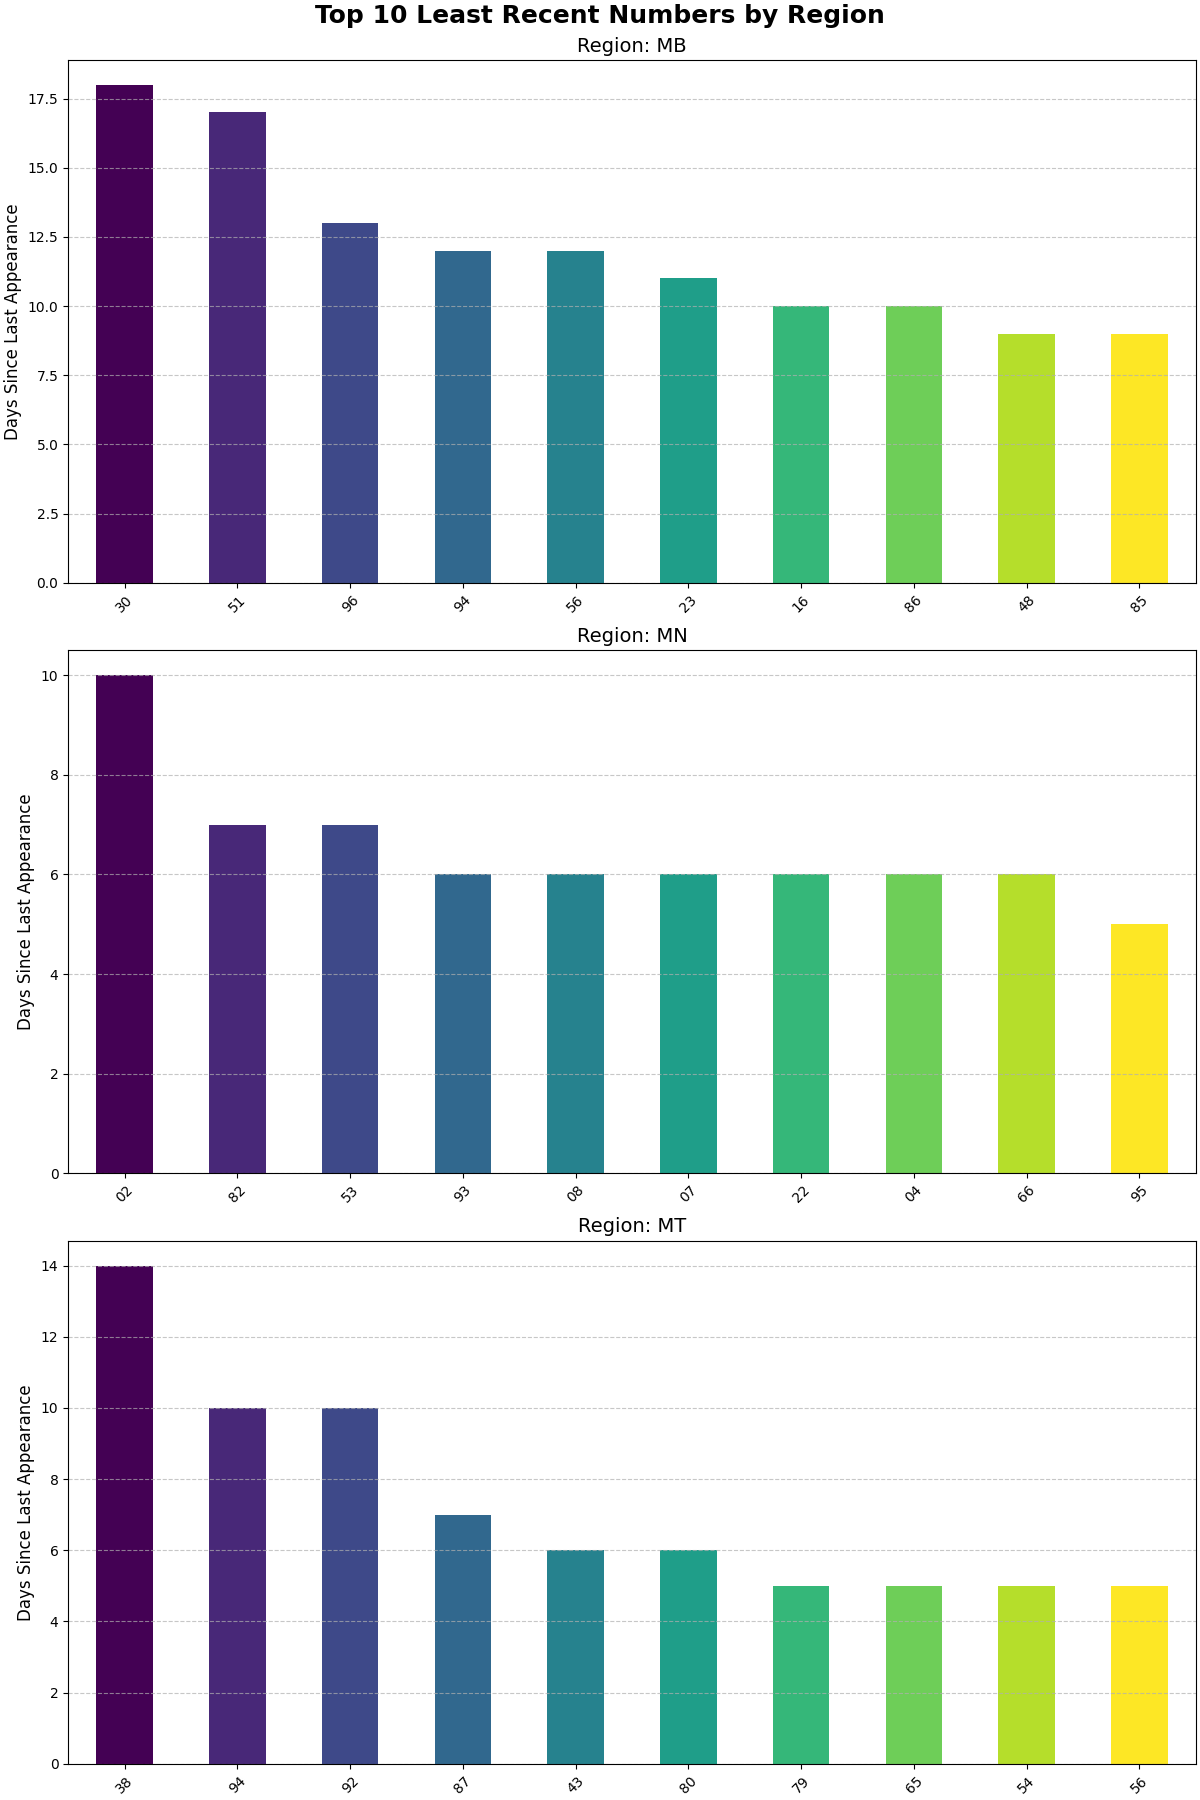 Top 10 Least Recent Numbers by Region
Region: MB
Days Since Last Appearance
17.5
15.0
12.5
10.0
7.5
5.0
2.5
0.0
30 51 96 94 56 23 16 86 48 85
Region: MN
Days Since Last Appearance
10
8
6
4
2
0
02 82 53 93 08 07 22 04 66 95
Region: MT
Days Since Last Appearance
14
12
10
8
6
4
2
0
38 94 92 87 43 80 79 65 54 56